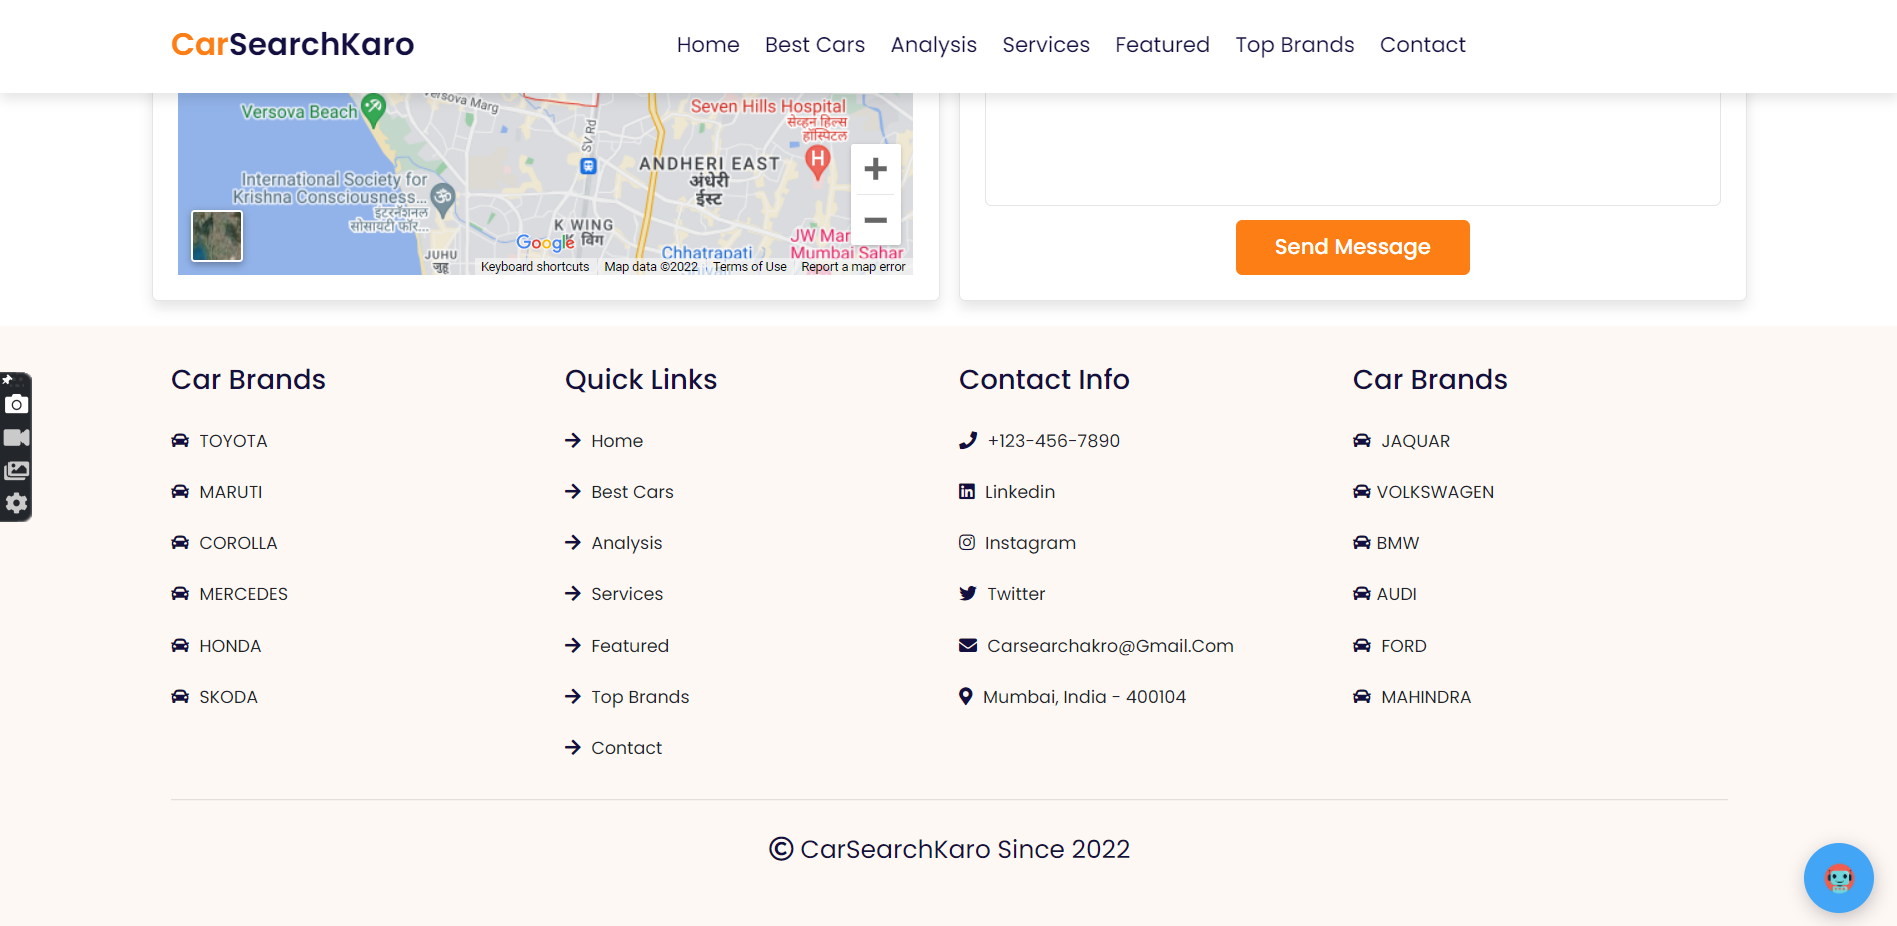 CarSearchKaro
Home Best Cars Analysis Services Featured Top Brands Contact
Versova Beach
Versova Marg
SV Rd
Seven Hills Hospital
सेव्हन हिल्स
हॉस्पिटल
H
ANDHERI EAST
अंधेरी
ईस्ट
International Society for
Krishna Consciousness...
इंटरनॅशनल
सोसायटी फॉर...
K WING
के विंग
Google
JUHU
जुहू
Chhatrapati
JW Mar
Mumbai Sahar
Keyboard shortcuts Map data ©2022 Terms of Use Report a map error
Send Message
Car Brands
TOYOTA
MARUTI
COROLLA
MERCEDES
HONDA
SKODA
Quick Links
Home
Best Cars
Analysis
Services
Featured
Top Brands
Contact
Contact Info
+123-456-7890
Linkedin
Instagram
Twitter
Carsearchakro@Gmail.Com
Mumbai, India - 400104
Car Brands
JAQUAR
VOLKSWAGEN
BMW
AUDI
FORD
MAHINDRA
© CarSearchKaro Since 2022